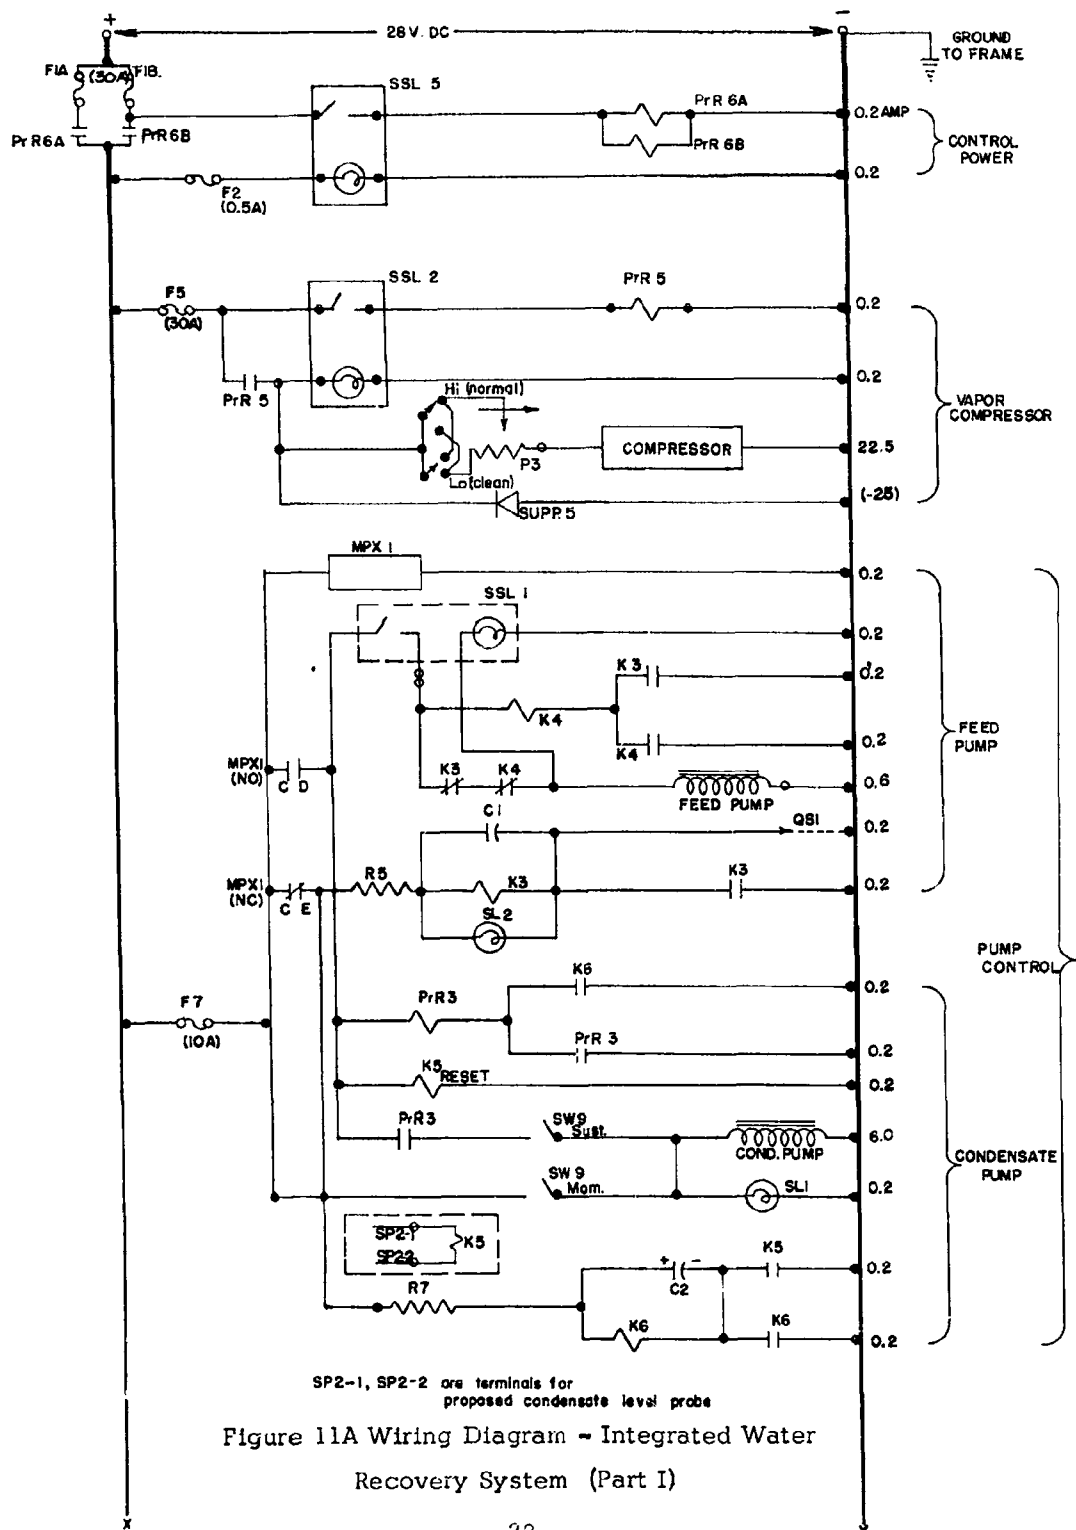 +
28 V. DC
-
GROUND
TO FRAME
F1A (30A) F1B.
SSL 5
PrR6A PrR6B
PrR 6A
PrR 6B
0.2 AMP
CONTROL
POWER
F2
(0.5A)
0.2
SSL 2
F5
(30A)
PrR 5
0.2
PrR 5
0.2
Hi (normal)
VAPOR
COMPRESSOR
P3
COMPRESSOR
22.5
Lo (clean)
SUPP. 5
(-25)
MPX 1
0.2
SSL 1
0.2
K3
0.2
K4
K4
0.2
FEED
PUMP
MPX1
(NO)
C D
K3 K4
FEED PUMP
0.6
C1
QS1
0.2
MPX1
(NC)
C E
R5
K3
K3
0.2
SL2
PUMP
CONTROL
K6
0.2
F7
(10A)
PrR3
PrR 3
0.2
K5
RESET
0.2
PrR3
SW9
Sust.
COND. PUMP
6.0
CONDENSATE
PUMP
SW 9
Mom.
SL1
0.2
SP2-1
SP2-2
K5
R7
+ -
C2
K5
0.2
K6
K6
0.2
SP2-1, SP2-2 are terminals for
proposed condensate level probe
Figure 11A Wiring Diagram - Integrated Water
Recovery System (Part I)
X